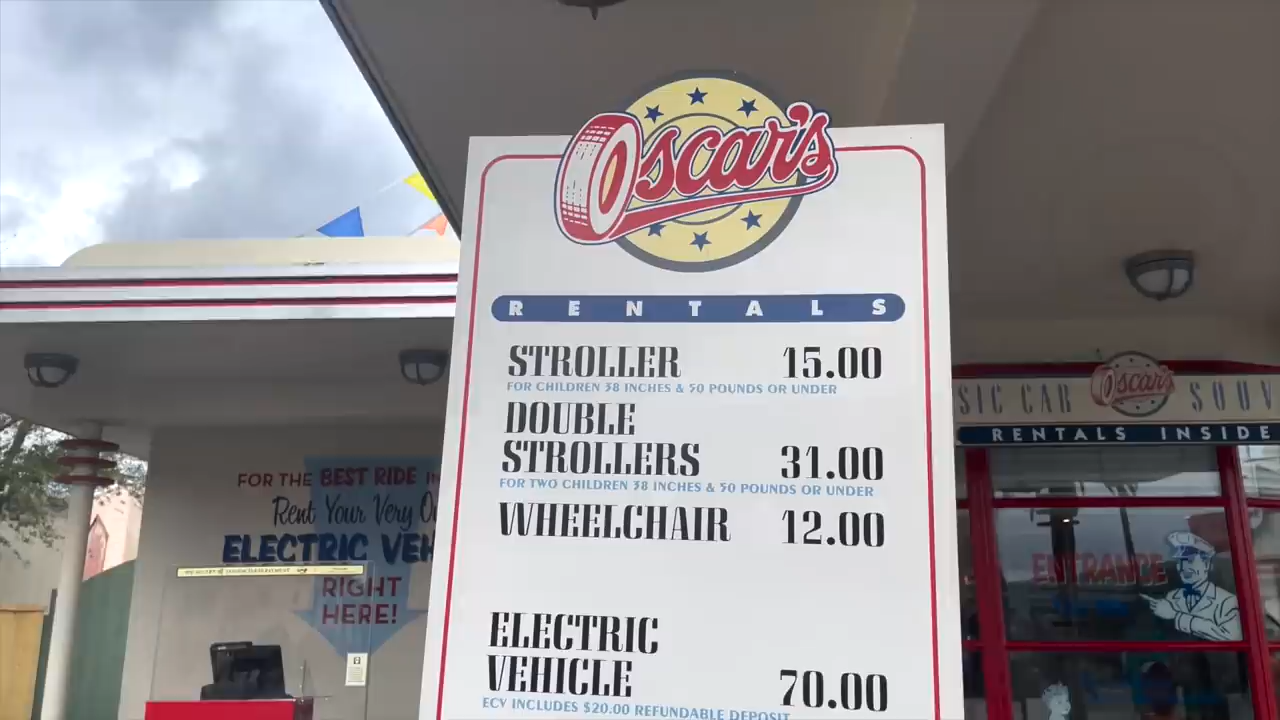 Oscar's
RENTALS
STROLLER 15.00
FOR CHILDREN 38 INCHES & 50 POUNDS OR UNDER
DOUBLE
STROLLERS 31.00
FOR TWO CHILDREN 38 INCHES & 50 POUNDS OR UNDER
WHEELCHAIR 12.00
ELECTRIC
VEHICLE 70.00
ECV INCLUDES $20.00 REFUNDABLE DEPOSIT
FOR THE BEST RIDE
Rent Your Very
ELECTRIC VEH
RIGHT
HERE!
SIC CAR Oscar's SOUV
RENTALS INSIDE
ENTRANCE